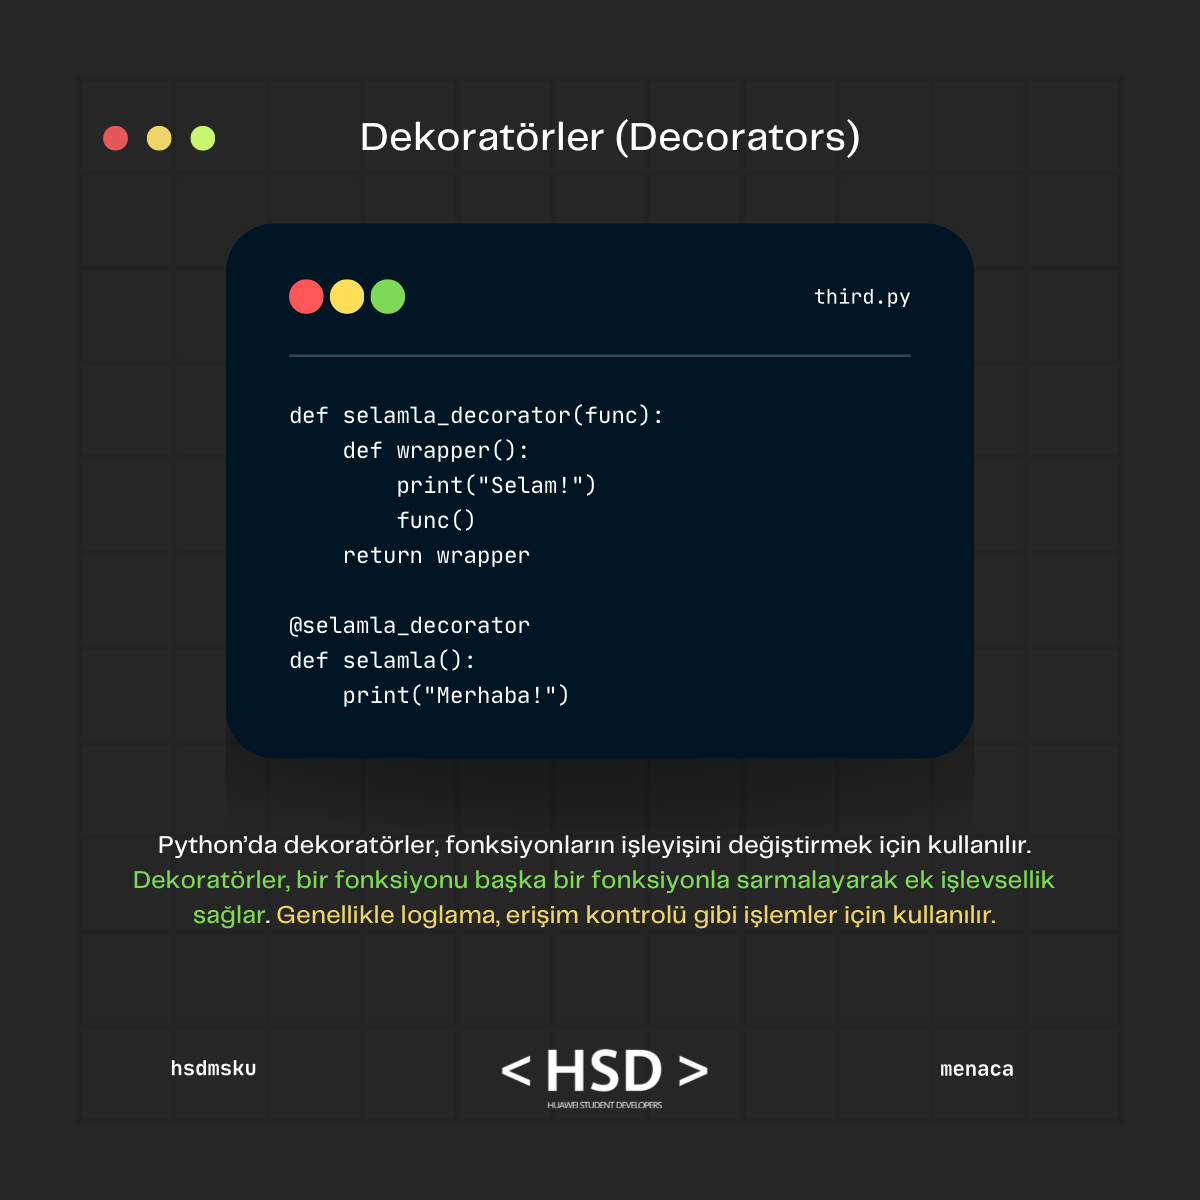 Dekoratörler (Decorators)
third.py
def selamla_decorator(func):
    def wrapper():
        print("Selam!")
        func()
    return wrapper

@selamla_decorator
def selamla():
    print("Merhaba!")
Python’da dekoratörler, fonksiyonların işleyişini değiştirmek için kullanılır.
Dekoratörler, bir fonksiyonu başka bir fonksiyonla sarmalayarak ek işlevsellik
sağlar. Genellikle loglama, erişim kontrolü gibi işlemler için kullanılır.
hsdmsku
< HSD >
HUAWEI STUDENT DEVELOPERS
menaca